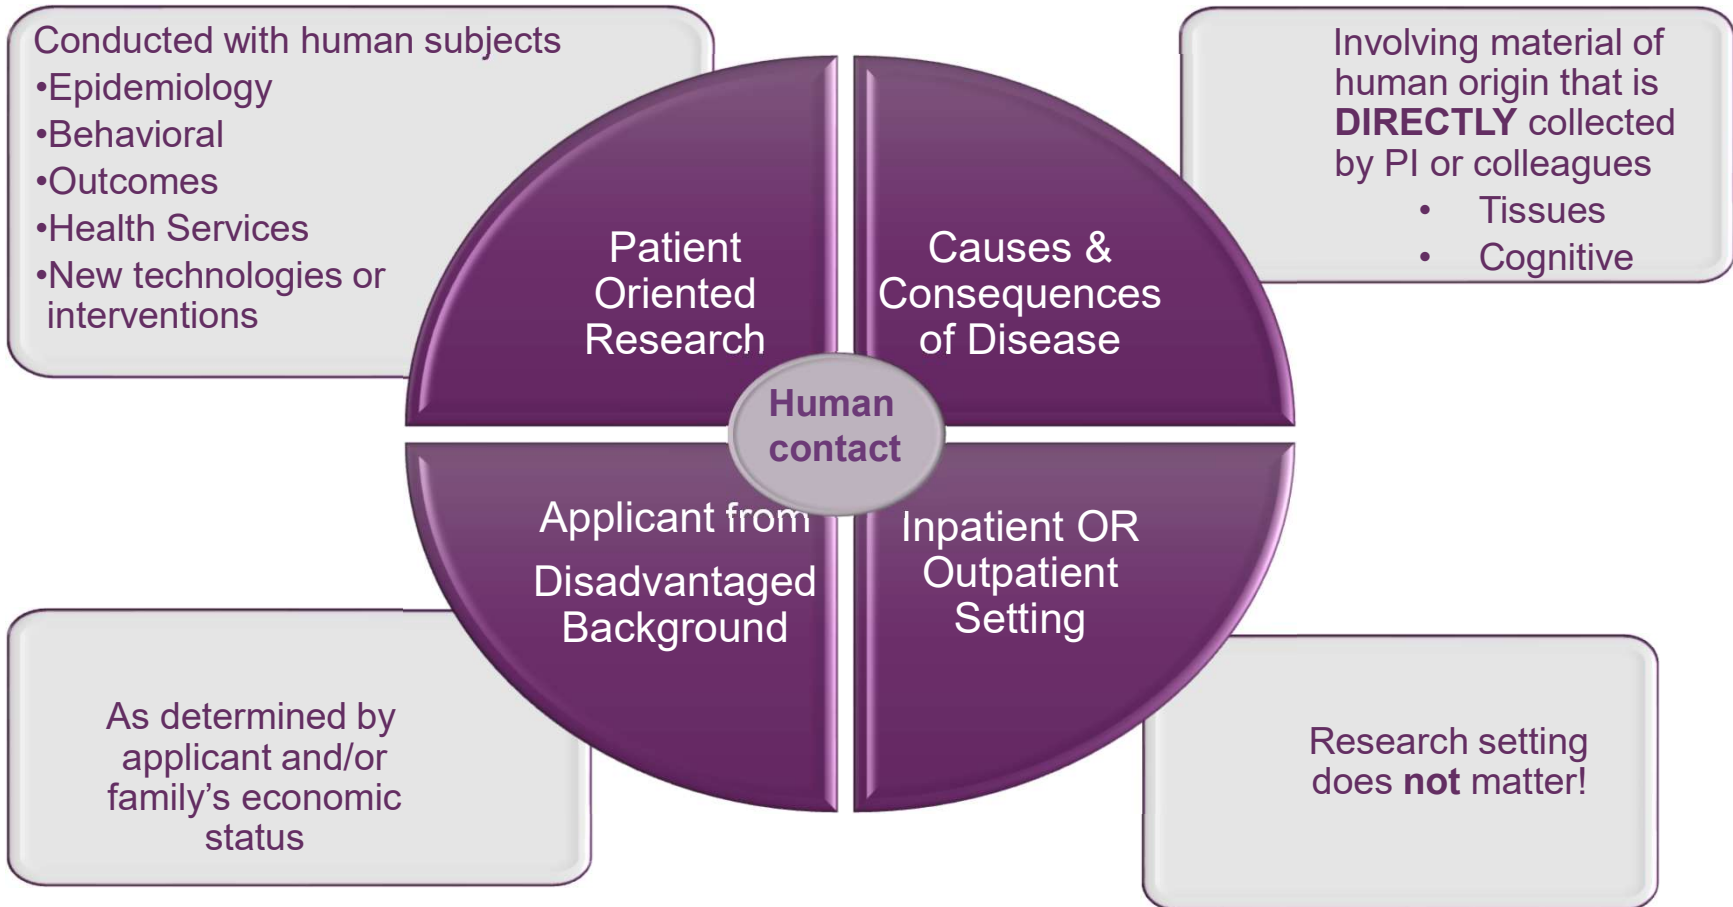 Conducted with human subjects
•Epidemiology
•Behavioral
•Outcomes
•Health Services
•New technologies or
interventions
Involving material of
human origin that is
DIRECTLY collected
by PI or colleagues
• Tissues
• Cognitive
Patient
Oriented
Research
Causes &
Consequences
of Disease
Human
contact
Applicant from
Disadvantaged
Background
Inpatient OR
Outpatient
Setting
As determined by
applicant and/or
family’s economic
status
Research setting
does not matter!